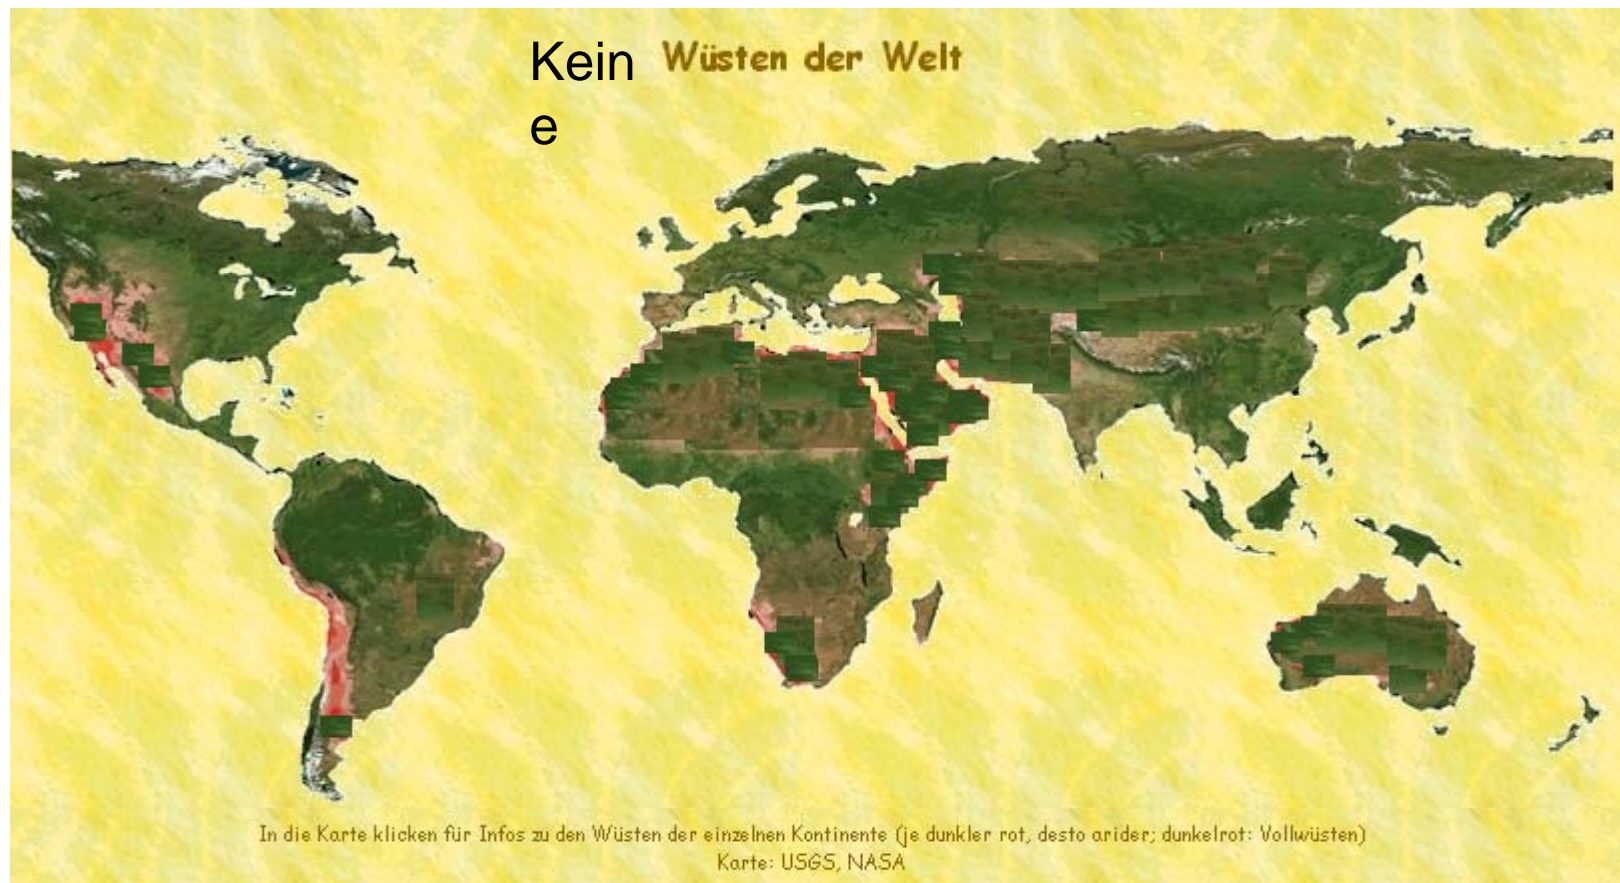 Kein
e
Wüsten der Welt
In die Karte klicken für Infos zu den Wüsten der einzelnen Kontinente (je dunkler rot, desto arider; dunkelrot: Vollwüsten)
Karte: USGS, NASA